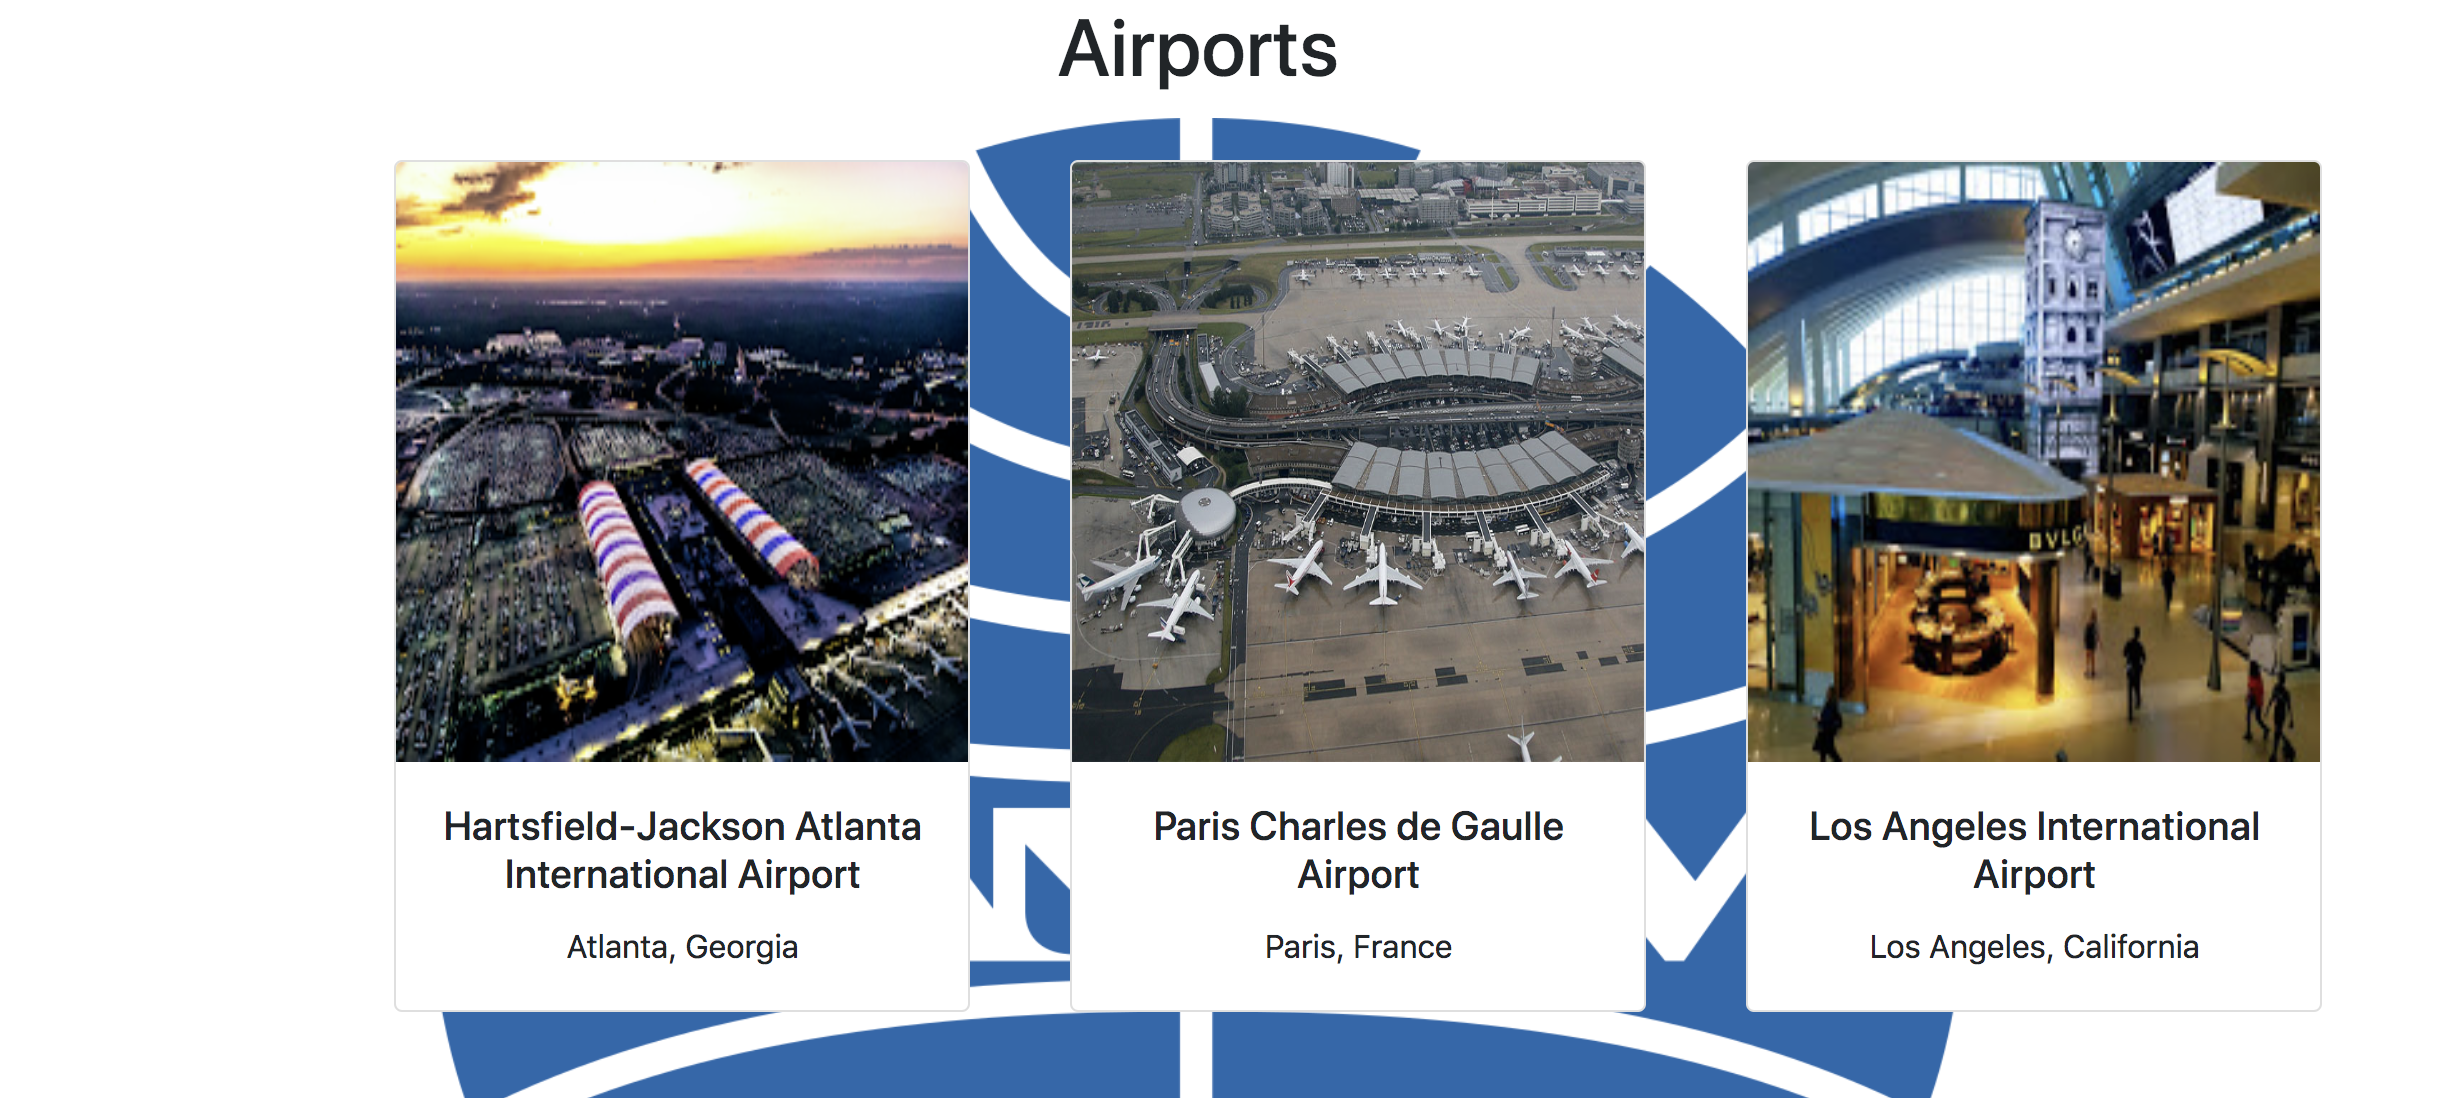 Airports
Hartsfield-Jackson Atlanta
International Airport
Atlanta, Georgia
Paris Charles de Gaulle
Airport
Paris, France
BVLG
Los Angeles International
Airport
Los Angeles, California